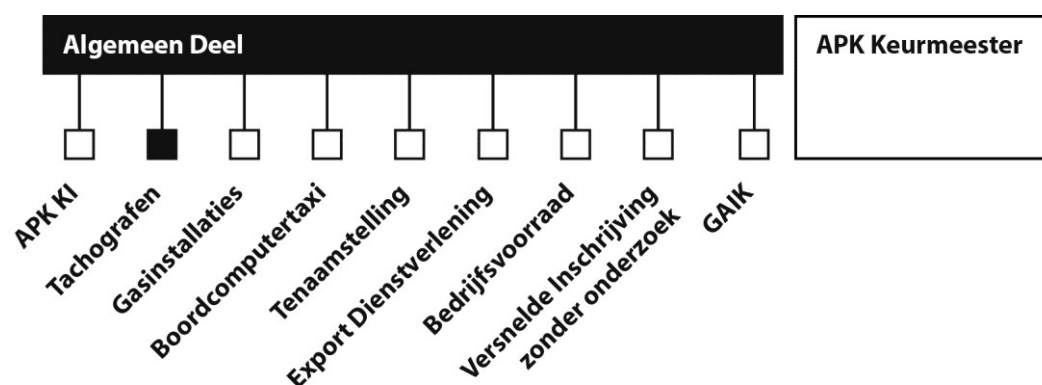 Algemeen Deel
APK Keurmeester
APK KI
Tachografen
Gasinstallaties
Boordcomputertaxi
Tenaamstelling
Export Dienstverlening
Bedrijfsvoorraad
Versnelde Inschrijving
zonder onderzoek
GAIK